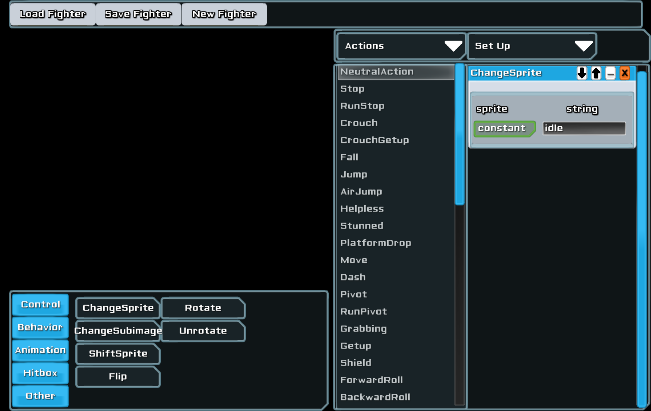 Load Fighter Save Fighter New Fighter
Actions Set Up
NeutralAction
Stop
RunStop
Crouch
CrouchGetup
Fall
Jump
AirJump
Helpless
Stunned
PlatformDrop
Move
Dash
Pivot
RunPivot
Grabbing
Getup
Shield
ForwardRoll
BackwardRoll
ChangeSprite
sprite string
constant idle
Control
Behavior
Animation
Hitbox
Other
ChangeSprite Rotate
ChangeSubimage Unrotate
ShiftSprite
Flip